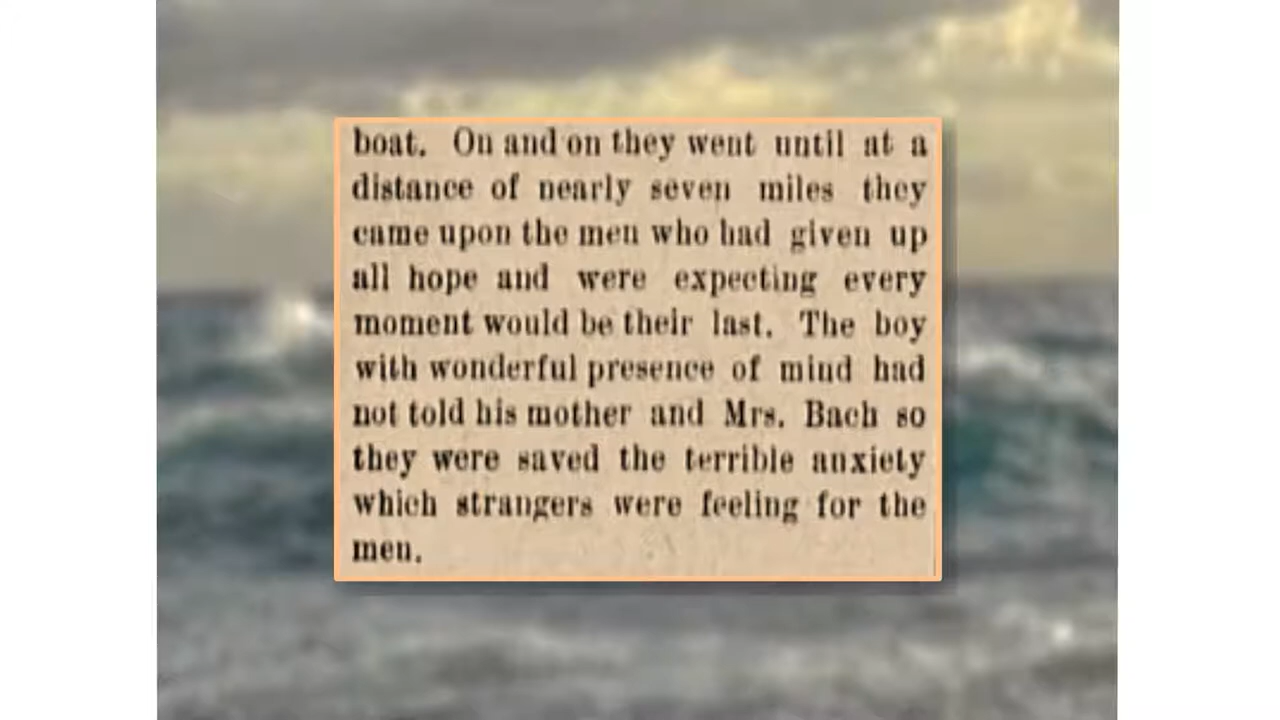 boat. On and on they went until at a
distance of nearly seven miles they
came upon the men who had given up
all hope and were expecting every
moment would be their last. The boy
with wonderful presence of mind had
not told his mother and Mrs. Bach so
they were saved the terrible anxiety
which strangers were feeling for the
men.